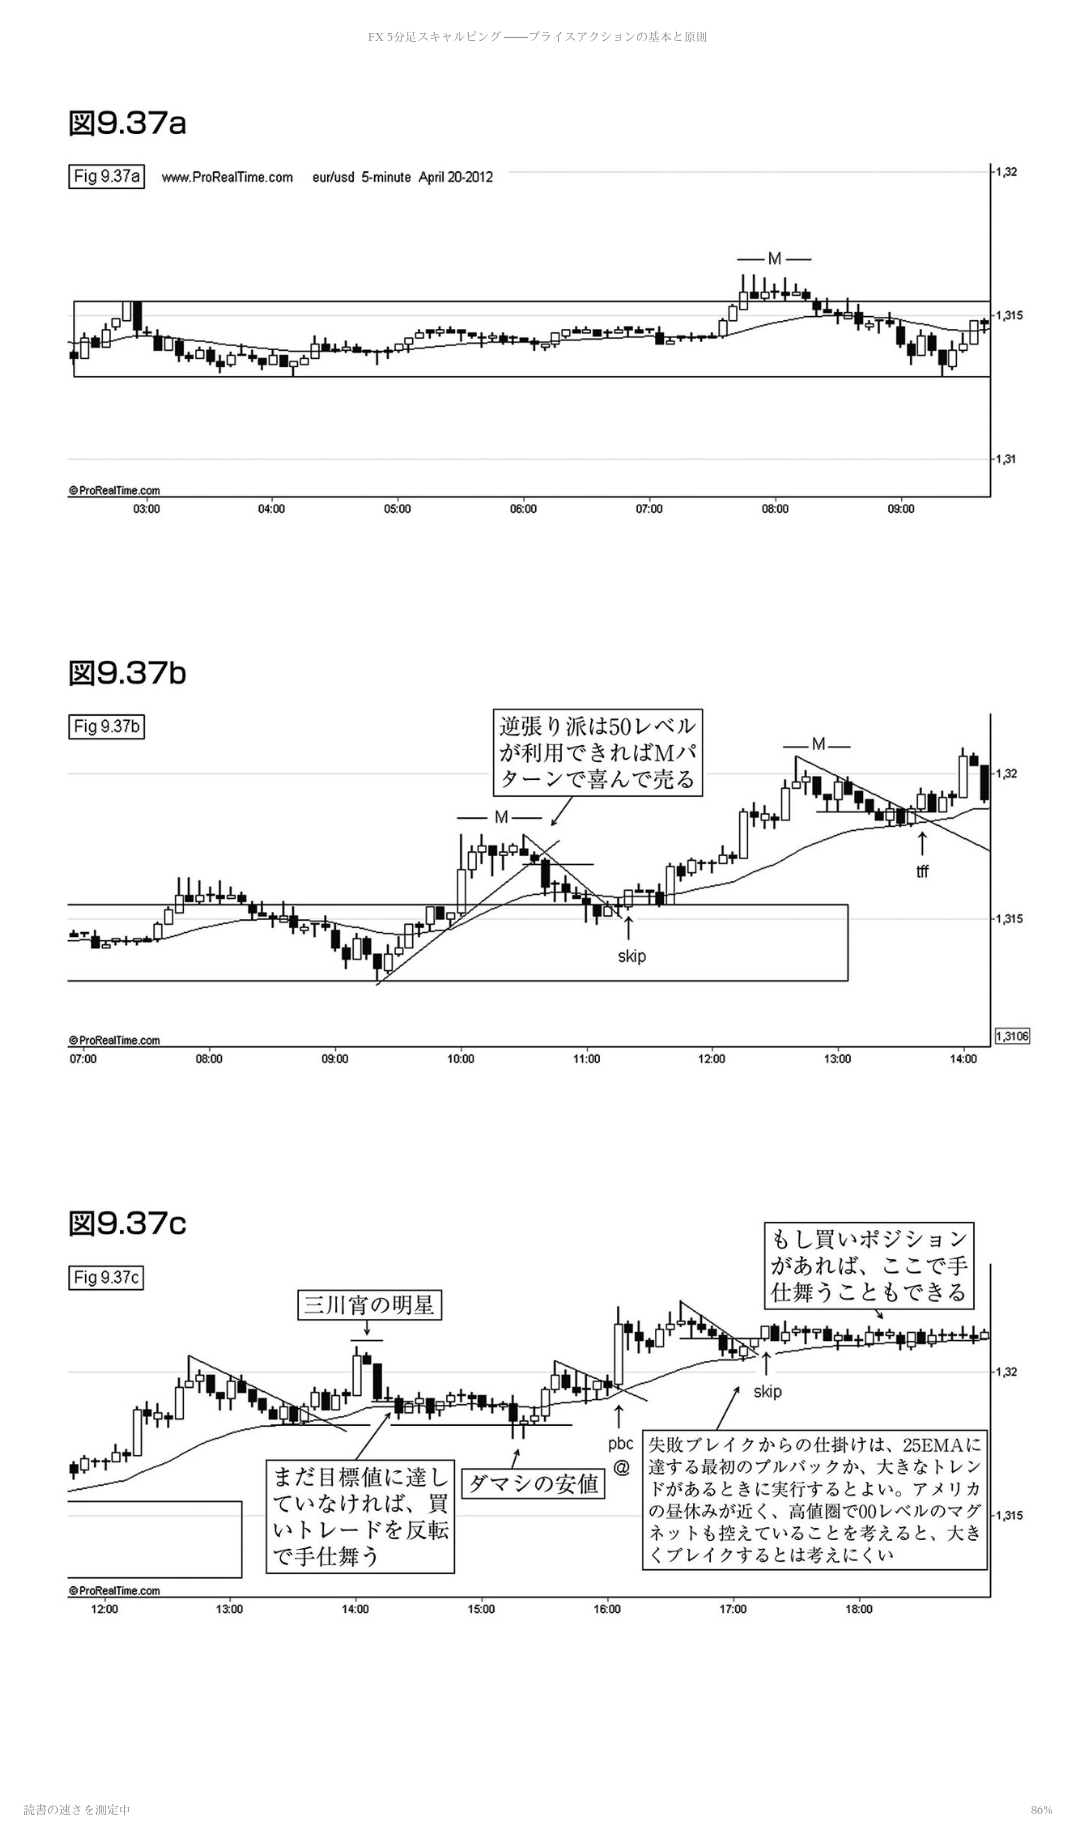 FX 5分足スキャルピング ――プライスアクションの基本と原則
図9.37a
Fig 9.37a www.ProRealTime.com eur/usd 5-minute April 20-2012
1,32
M
1,315
1,31
©ProRealTime.com
03:00 04:00 05:00 06:00 07:00 08:00 09:00
図9.37b
Fig 9.37b
逆張り派は50レベル
が利用できればMパ
ターンで喜んで売る
M
1,32
M
tff
1,315
skip
1,3106
©ProRealTime.com
07:00 08:00 09:00 10:00 11:00 12:00 13:00 14:00
図9.37c
Fig 9.37c
もし買いポジション
があれば、ここで手
仕舞うこともできる
三川宵の明星
1,32
skip
pbc
@
まだ目標値に達し
ていなければ、買
いトレードを反転
で手仕舞う
ダマシの安値
失敗ブレイクからの仕掛けは、25EMAに
達する最初のプルバックか、大きなトレン
ドがあるときに実行するとよい。アメリカ
の昼休みが近く、高値圏で00レベルのマグ
ネットも控えていることを考えると、大き
くブレイクするとは考えにくい
1,315
©ProRealTime.com
12:00 13:00 14:00 15:00 16:00 17:00 18:00
読書の速さを測定中
86%